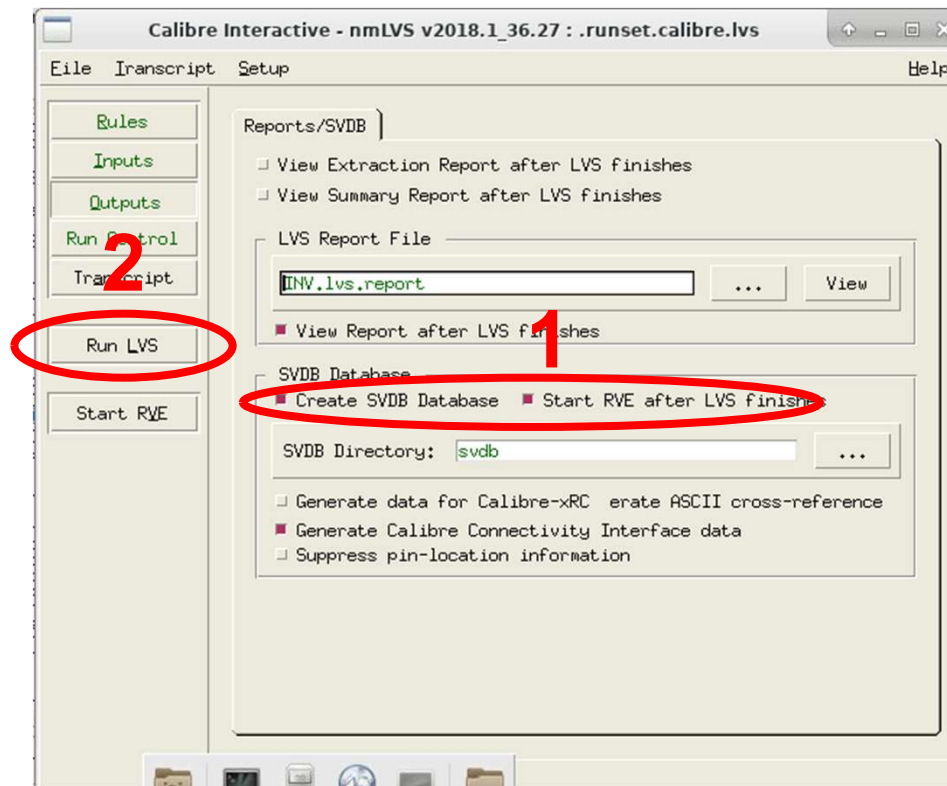 Calibre Interactive - nmLVS v2018.1_36.27 : .runset.calibre.lvs
File Transcript Setup Help
Rules
Inputs
Outputs
Run Control
Transcript
2
Run LVS
Start RVE
Reports/SVDB
View Extraction Report after LVS finishes
View Summary Report after LVS finishes
LVS Report File
INV.lvs.report ... View
View Report after LVS finishes
1
SVDB Database
Create SVDB Database Start RVE after LVS finishes
SVDB Directory: svdb ...
Generate data for Calibre-xRC erate ASCII cross-reference
Generate Calibre Connectivity Interface data
Suppress pin-location information